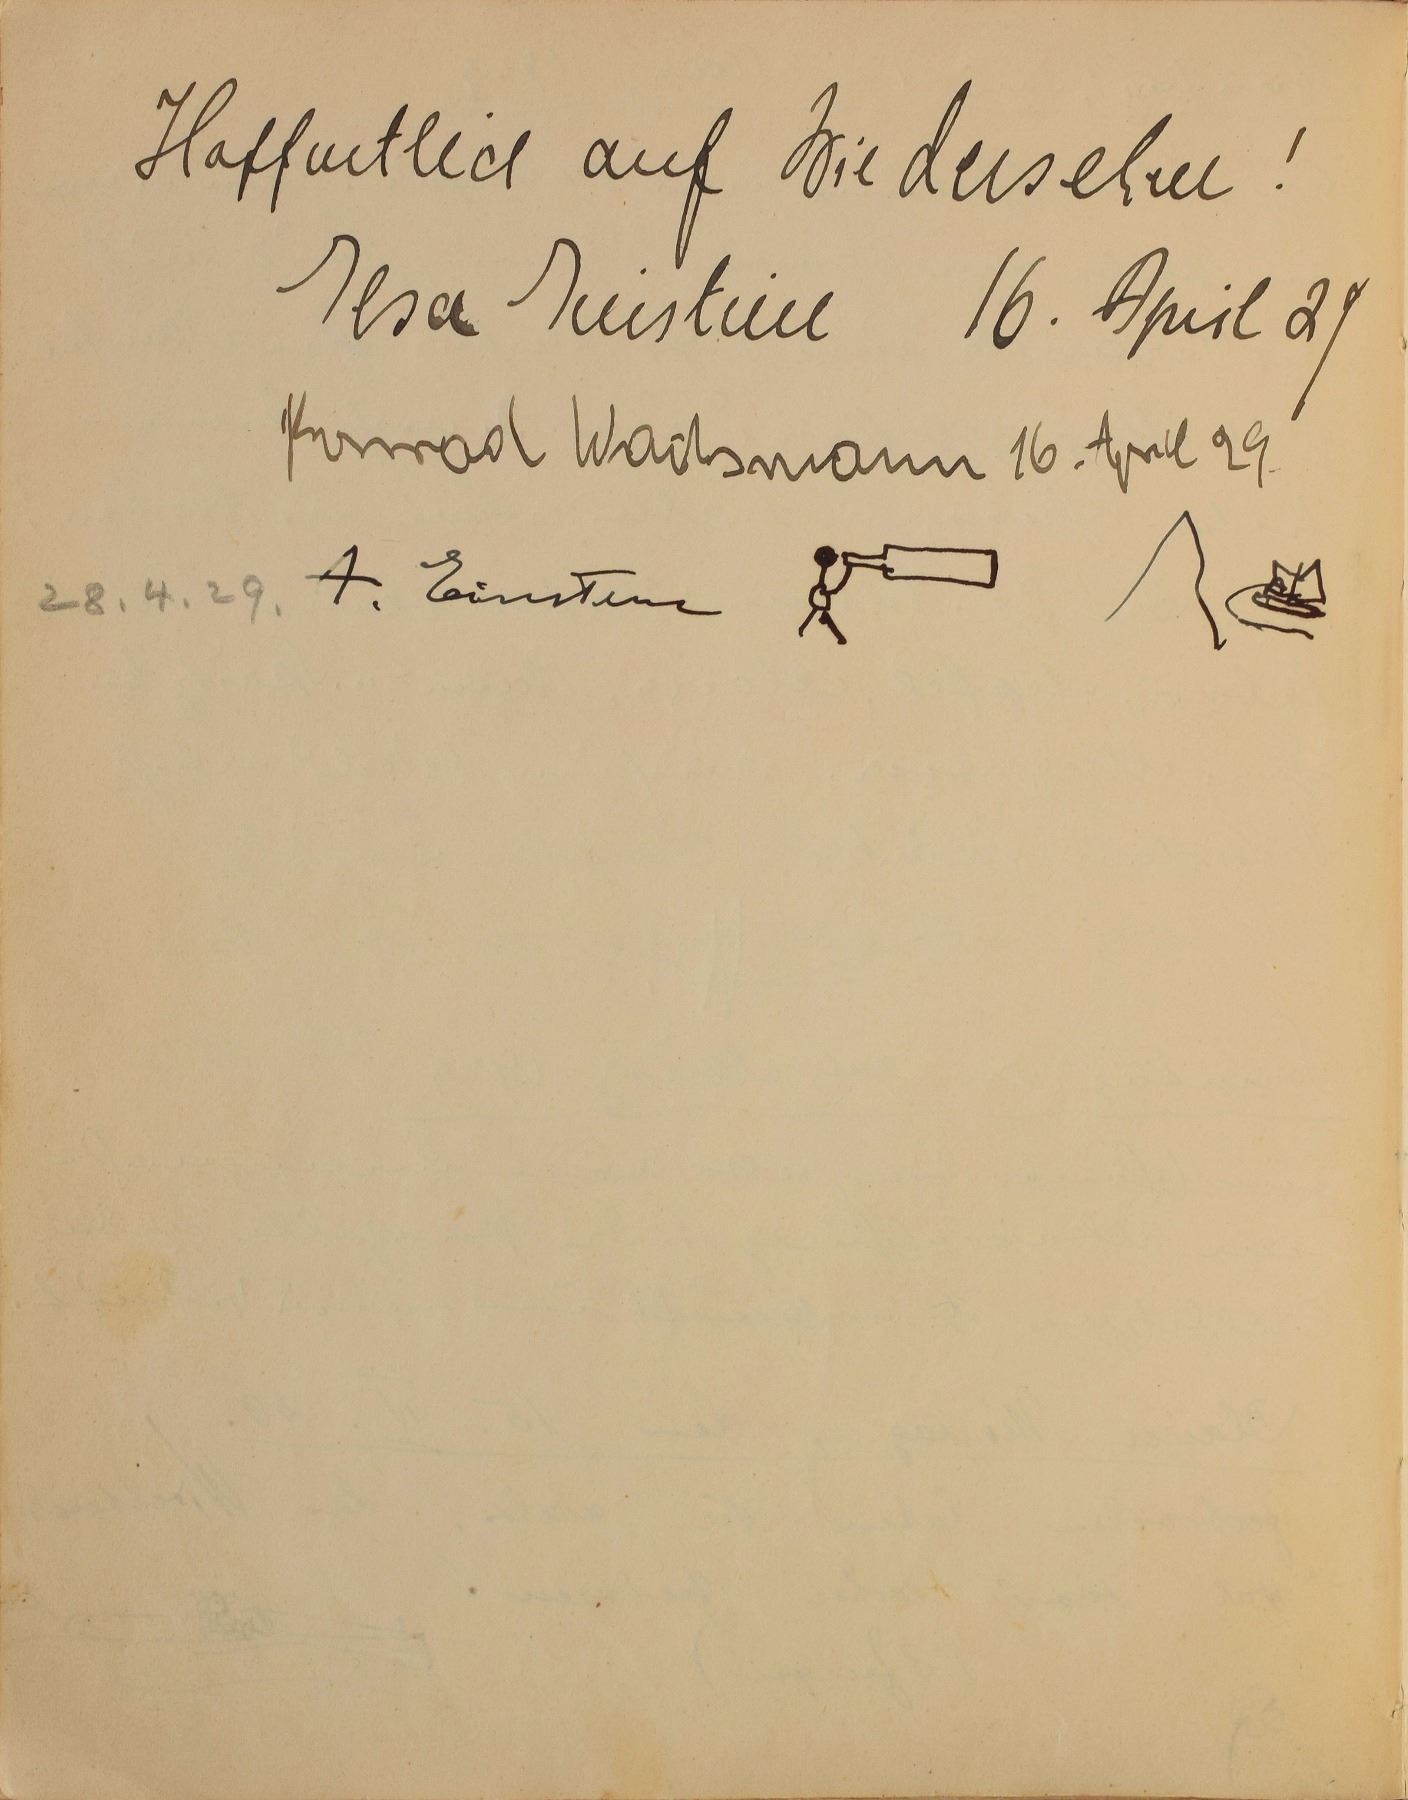 Hoffentlich auf Wiedersehen!
Elsa Einstein 16. April 29
Konrad Wachsmann 16. April 29.
28.4.29. A. Einstein